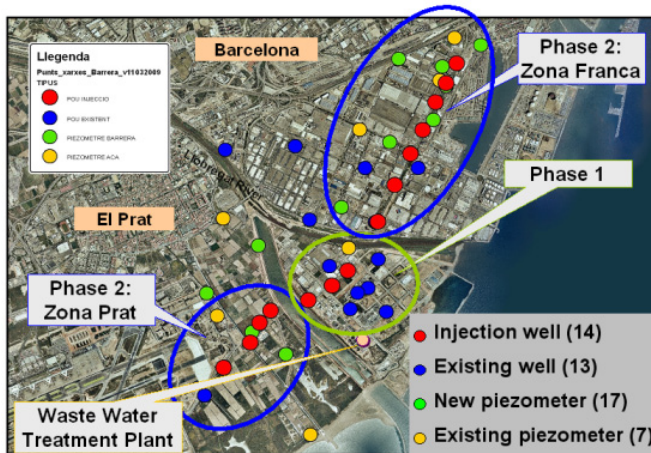 Llegenda
Punts_xarxes_Barrera_v11032009
TIPUS
POU INJECCIO
POU EXISTENT
PIEZOMETRE BARRERA
PIEZOMETRE ACA
Barcelona
Phase 2:
Zona Franca
Llobregat River
Phase 1
El Prat
Phase 2:
Zona Prat
Waste Water
Treatment Plant
Injection well (14)
Existing well (13)
New piezometer (17)
Existing piezometer (7)